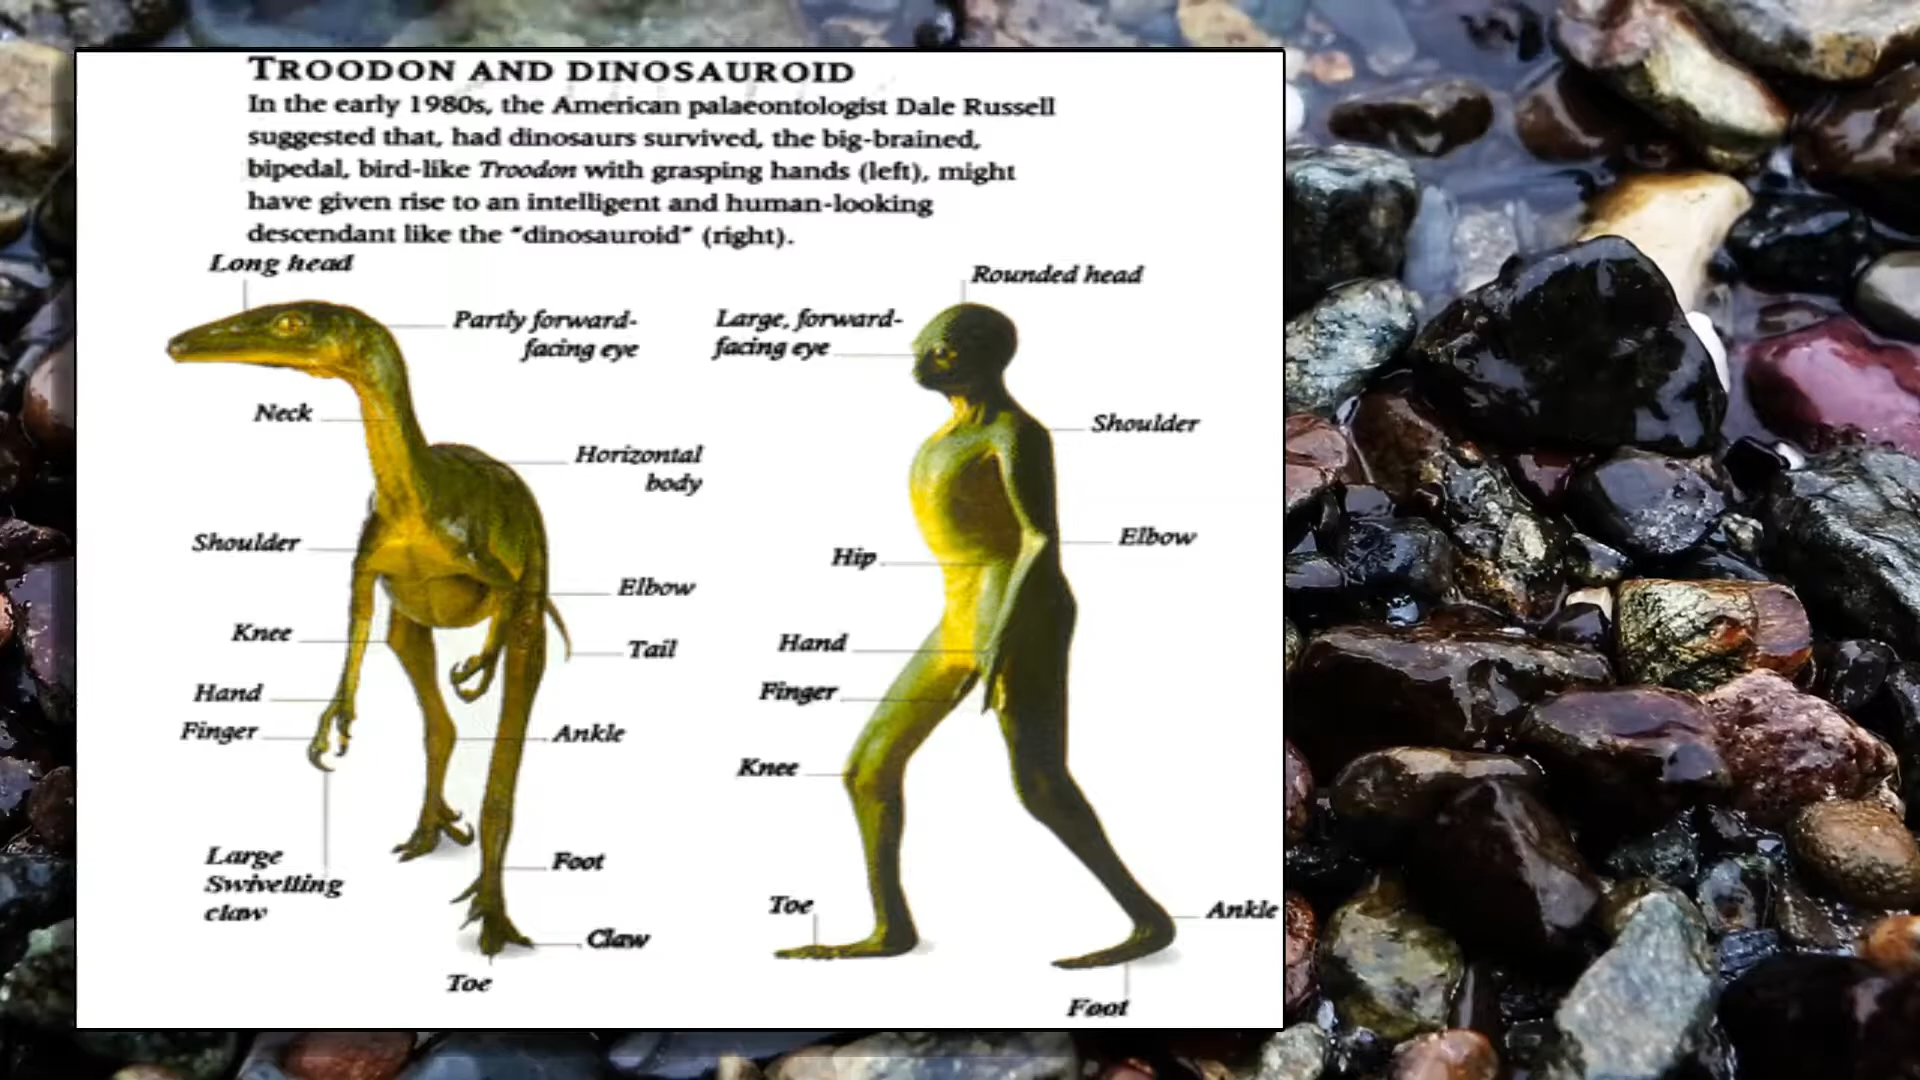 TROODON AND DINOSAUROID
In the early 1980s, the American palaeontologist Dale Russell
suggested that, had dinosaurs survived, the big-brained,
bipedal, bird-like Troodon with grasping hands (left), might
have given rise to an intelligent and human-looking
descendant like the "dinosauroid" (right).
Long head
Partly forward-
facing eye
Neck
Horizontal
body
Shoulder
Elbow
Knee
Tail
Hand
Finger
Ankle
Large
Swivelling
claw
Foot
Claw
Toe
Rounded head
Large, forward-
facing eye
Shoulder
Elbow
Hip
Hand
Finger
Knee
Toe
Ankle
Foot